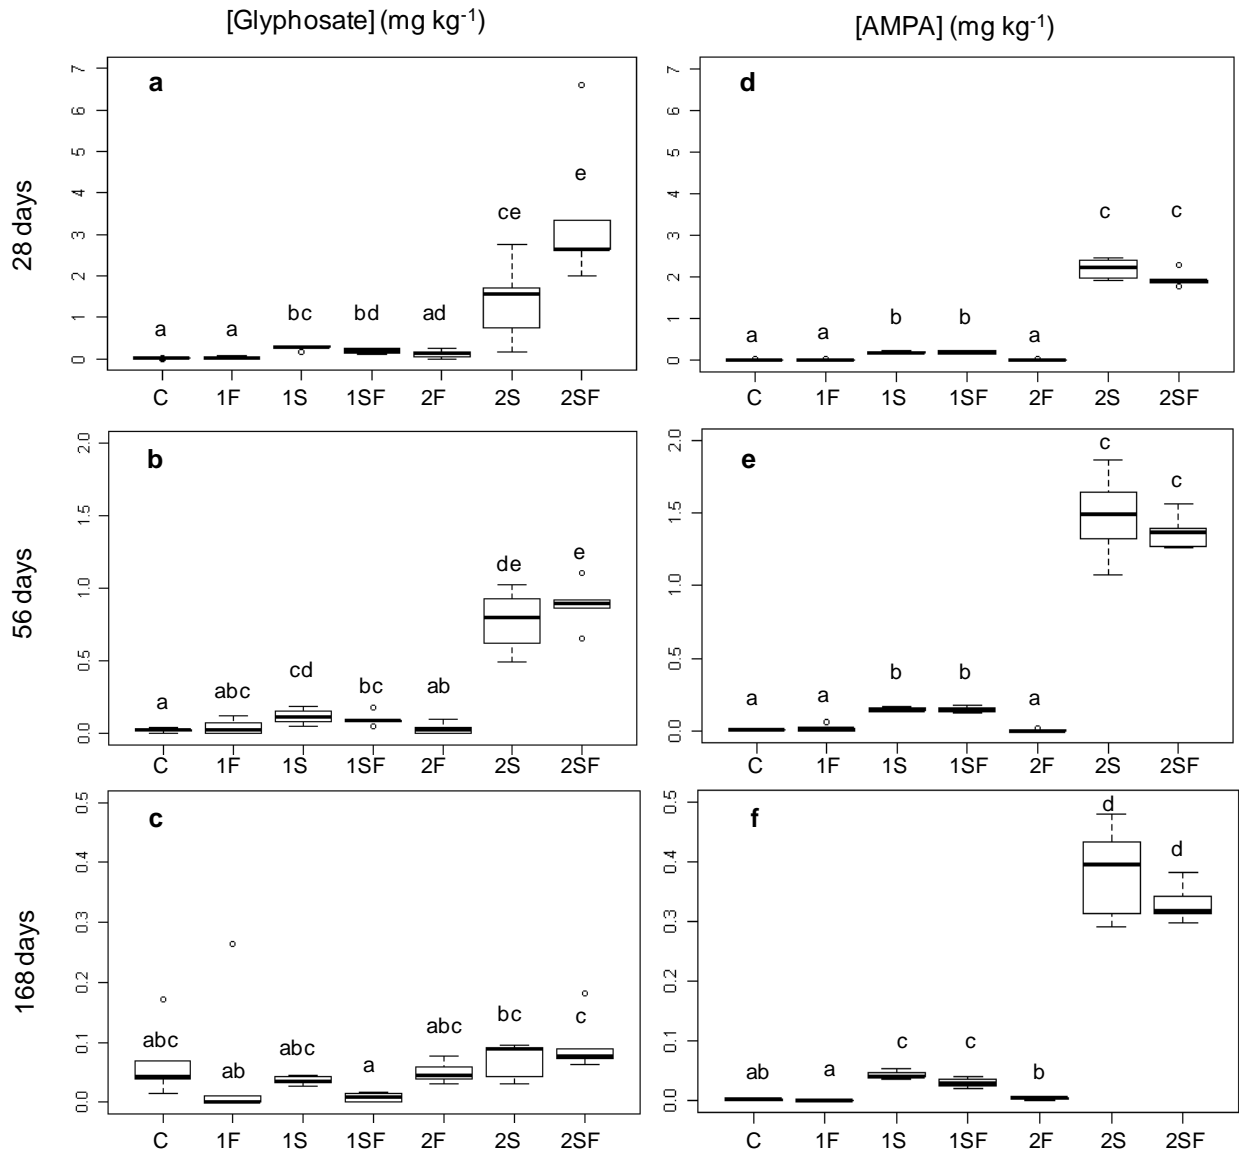 [Glyphosate] (mg kg-1)
[AMPA] (mg kg-1)
28 days
a
7
6
5
4
3
2
1
0
a
a
bc
bd
ad
ce
e
C 1F 1S 1SF 2F 2S 2SF
d
7
6
5
4
3
2
1
0
a
a
b
b
a
c
c
C 1F 1S 1SF 2F 2S 2SF
56 days
b
2.0
1.5
1.0
0.5
0.0
a
abc
cd
bc
ab
de
e
C 1F 1S 1SF 2F 2S 2SF
e
2.0
1.5
1.0
0.5
0.0
a
a
b
b
a
c
c
C 1F 1S 1SF 2F 2S 2SF
168 days
c
0.5
0.4
0.3
0.2
0.1
0.0
abc
ab
abc
a
abc
bc
c
C 1F 1S 1SF 2F 2S 2SF
f
0.5
0.4
0.3
0.2
0.1
0.0
ab
a
c
c
b
d
d
C 1F 1S 1SF 2F 2S 2SF